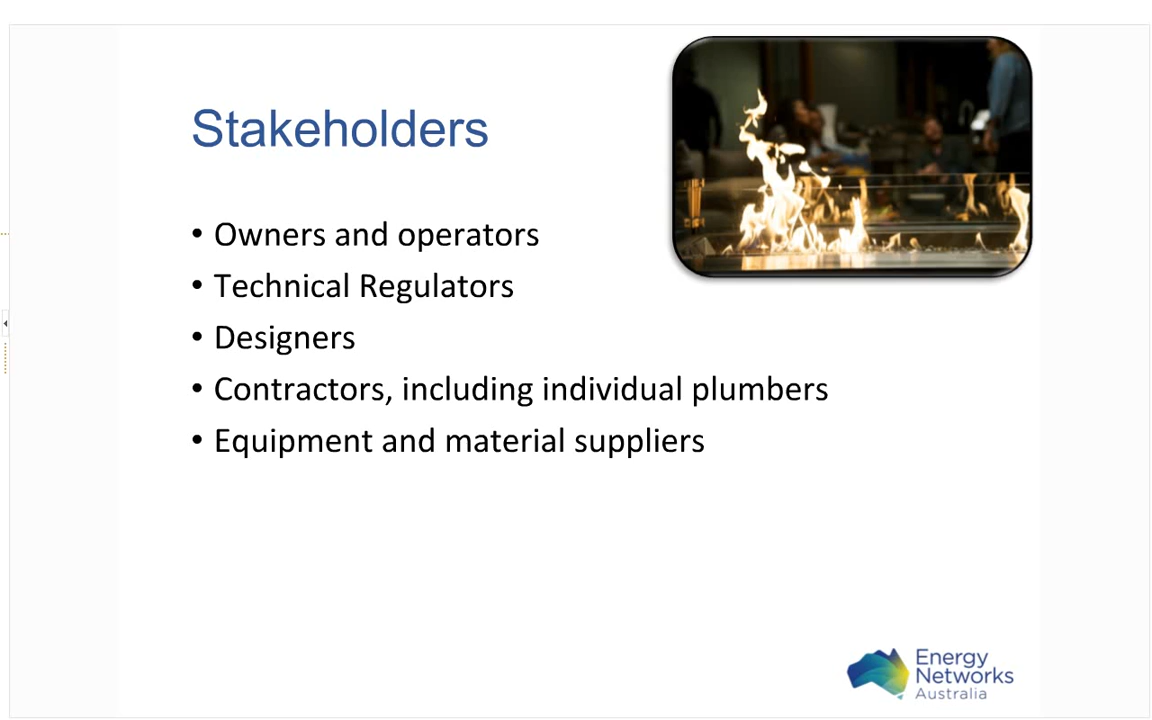 Stakeholders
• Owners and operators
• Technical Regulators
• Designers
• Contractors, including individual plumbers
• Equipment and material suppliers
Energy
Networks
Australia